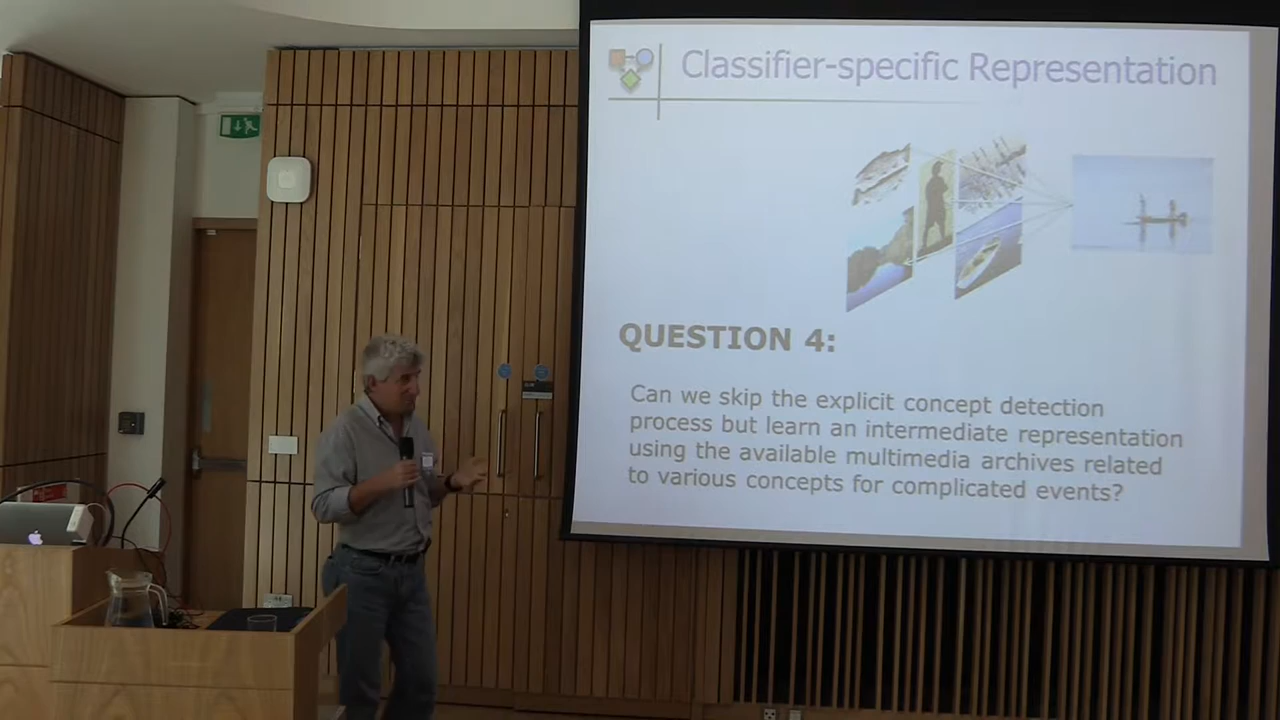 Classifier-specific Representation
QUESTION 4:
Can we skip the explicit concept detection
process but learn an intermediate representation
using the available multimedia archives related
to various concepts for complicated events?